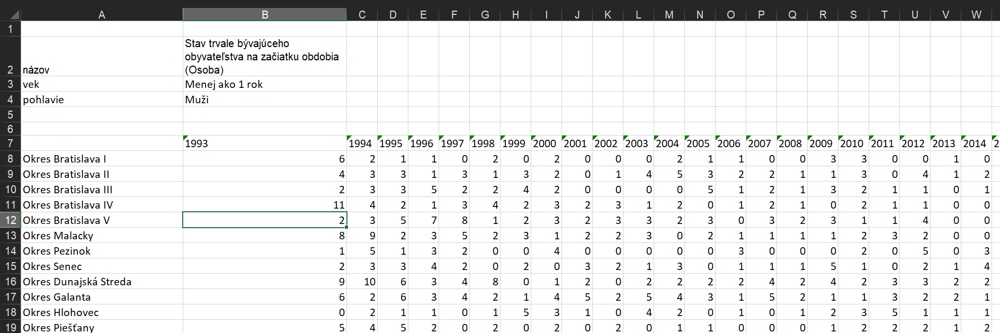 A B C D E F G H I J K L M N O P Q R S T U V W
1
Stav trvale bývajúceho
obyvateľstva na začiatku obdobia
2 názov (Osoba)
3 vek Menej ako 1 rok
4 pohlavie Muži
5
6
7 1993 1994 1995 1996 1997 1998 1999 2000 2001 2002 2003 2004 2005 2006 2007 2008 2009 2010 2011 2012 2013 2014 2
8 Okres Bratislava I 6 2 1 1 0 2 0 2 0 0 0 2 1 1 0 0 3 3 0 0 1 0
9 Okres Bratislava II 4 3 3 1 3 1 3 2 0 1 4 5 3 2 2 1 1 3 0 4 1 2
10 Okres Bratislava III 2 3 3 5 2 2 4 2 0 0 0 0 5 1 2 1 3 2 1 1 0 1
11 Okres Bratislava IV 11 4 2 1 3 4 2 3 2 3 1 2 0 1 2 1 0 2 1 1 0 0
12 Okres Bratislava V 2 3 5 7 8 1 2 3 2 3 3 2 3 0 3 2 3 1 1 4 0 0
13 Okres Malacky 8 9 2 3 5 2 3 1 2 2 3 0 2 1 1 1 1 2 3 2 0 0
14 Okres Pezinok 1 5 1 3 2 0 0 4 0 0 0 0 0 3 0 0 0 2 0 5 0 3
15 Okres Senec 2 3 3 4 2 0 2 0 3 2 1 3 0 1 1 1 5 1 0 2 1 4
16 Okres Dunajská Streda 9 10 6 3 4 8 0 1 2 0 2 2 2 2 4 2 4 2 3 3 2 2
17 Okres Galanta 6 2 6 3 4 2 1 4 5 2 5 4 3 1 5 2 1 1 3 2 2 1
18 Okres Hlohovec 0 2 1 1 0 1 5 3 1 0 4 2 0 1 0 1 2 3 5 1 1 1
19 Okres Piešťany 5 4 5 2 0 2 0 2 0 2 0 1 1 0 0 0 1 2 2 2 1 2